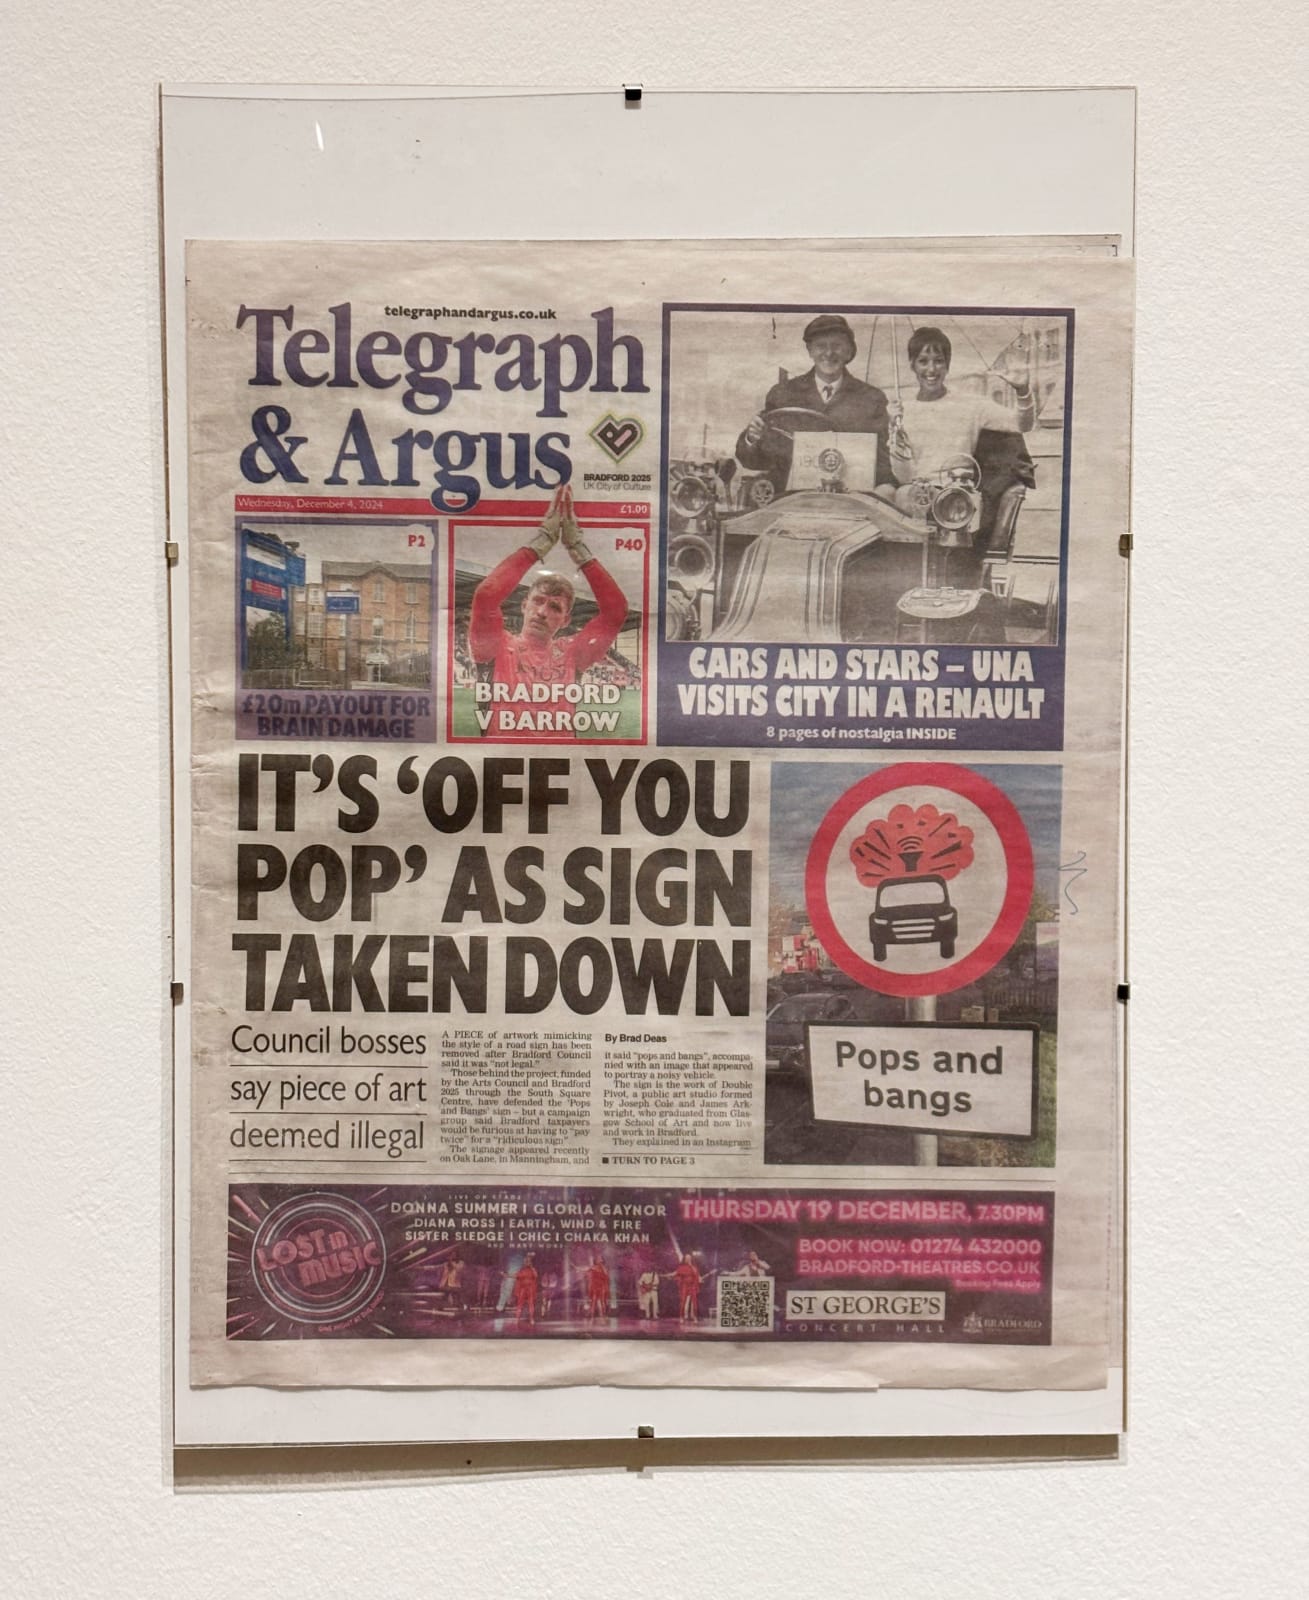 telegraphandargus.co.uk
Telegraph
& Argus
BRADFORD 2025
UK City of Culture
Wednesday, December 4, 2024
£1.00
P2
£20m PAYOUT FOR
BRAIN DAMAGE
P40
BRADFORD
V BARROW
CARS AND STARS – UNA
VISITS CITY IN A RENAULT
8 pages of nostalgia INSIDE
IT'S 'OFF YOU
POP' AS SIGN
TAKEN DOWN
Council bosses
say piece of art
deemed illegal
A PIECE of artwork mimicking
the style of a road sign has been
removed after Bradford Council
said it was "not legal."
Those behind the project, funded
by the Arts Council and Bradford
2025 through the South Square
Centre, have defended the 'Pops
and Bangs' sign – but a campaign
group said Bradford taxpayers
would be furious at having to "pay
twice" for a "ridiculous sign".
The signage appeared recently
on Oak Lane, in Manningham, and
By Brad Deas
it said "pops and bangs", accompa-
nied with an image that appeared
to portray a noisy vehicle.
The sign is the work of Double
Pivot, a public art studio formed
by Joseph Cole and James Ark-
wright, who graduated from Glas-
gow School of Art and now live
and work in Bradford.
They explained in an Instagram
■ TURN TO PAGE 3
Pops and
bangs
LOST in
MUSIC
LIVE ON STAGE
DONNA SUMMER | GLORIA GAYNOR
DIANA ROSS | EARTH, WIND & FIRE
SISTER SLEDGE | CHIC | CHAKA KHAN
AND MANY MORE
THURSDAY 19 DECEMBER, 7.30PM
BOOK NOW: 01274 432000
BRADFORD-THEATRES.CO.UK
Booking Fees Apply
ST GEORGE'S
CONCERT HALL
BRADFORD